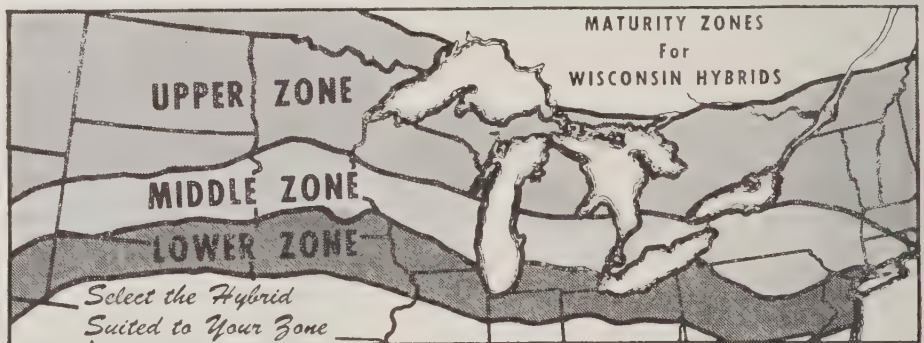 MATURITY ZONES
For
WISCONSIN HYBRIDS
UPPER ZONE
MIDDLE ZONE
LOWER ZONE
Select the Hybrid
Suited to Your Zone